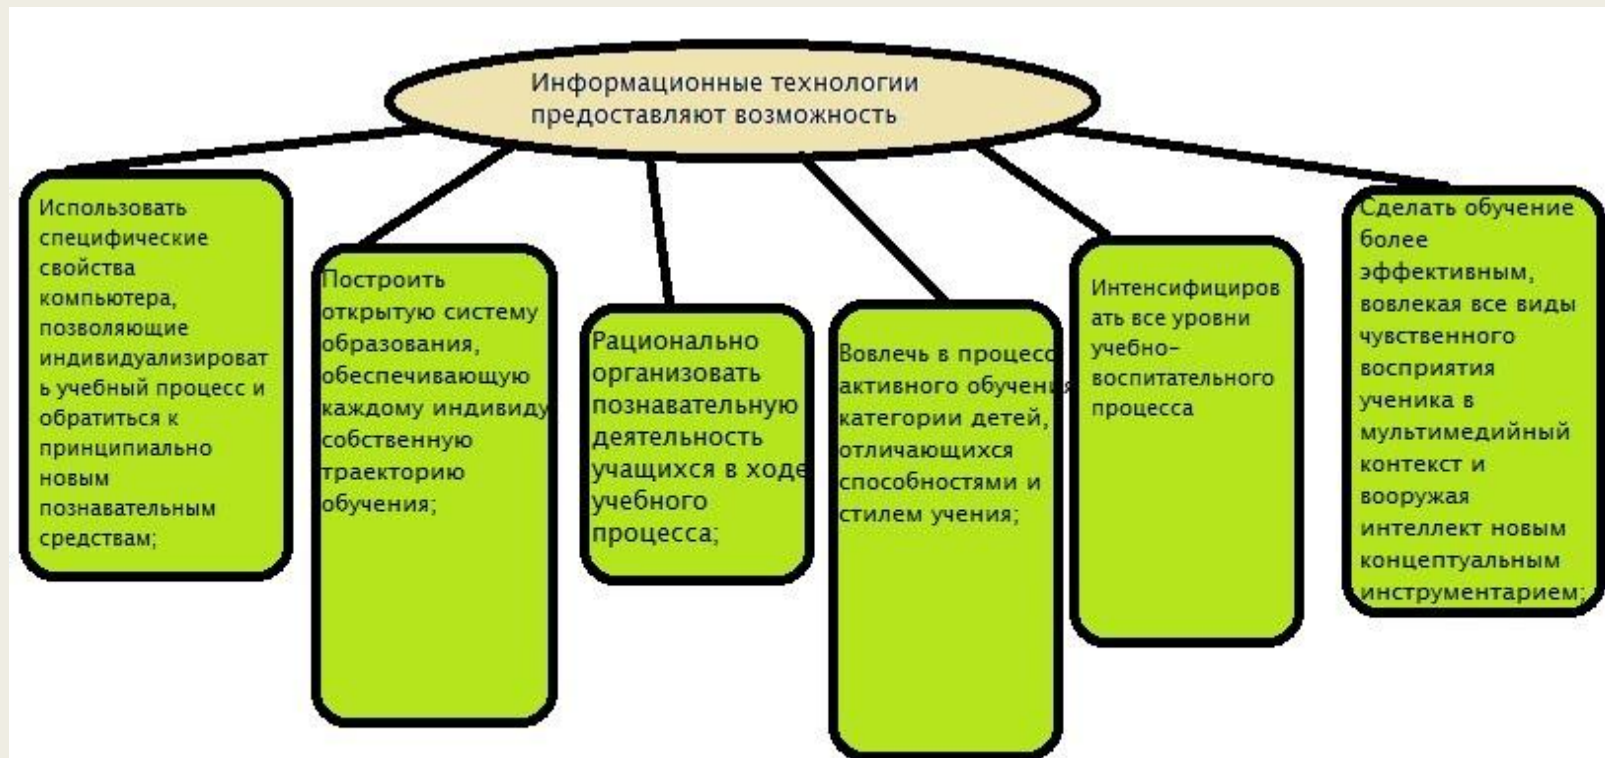 Информационные технологии
предоставляют возможность
Использовать
специфические
свойства
компьютера,
позволяющие
индивидуализироват
ь учебный процесс и
обратиться к
принципиально
новым
познавательным
средствам;
Построить
открытую систему
образования,
обеспечивающую
каждому индивиду
собственную
траекторию
обучения;
Рационально
организовать
познавательную
деятельность
учащихся в ходе
учебного
процесса;
Вовлечь в процесс
активного обучения
категории детей,
отличающихся
способностями и
стилем учения;
Интенсифициров
ать все уровни
учебно-
воспитательного
процесса
Сделать обучение
более
эффективным,
вовлекая все виды
чувственного
восприятия
ученика в
мультимедийный
контекст и
вооружая
интеллект новым
концептуальным
инструментарием;